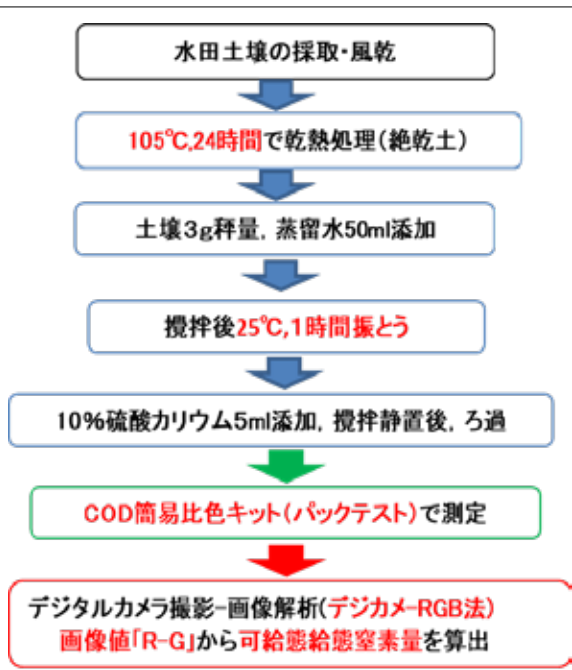 水田土壌の採取・風乾
105℃,24時間で乾熱処理(絶乾土)
土壌3g秤量, 蒸留水50ml添加
攪拌後25℃,1時間振とう
10%硫酸カリウム5ml添加, 攪拌静置後, ろ過
COD簡易比色キット(パックテスト)で測定
デジタルカメラ撮影-画像解析(デジカメ-RGB法)
画像値「R-G」から可給態給態窒素量を算出